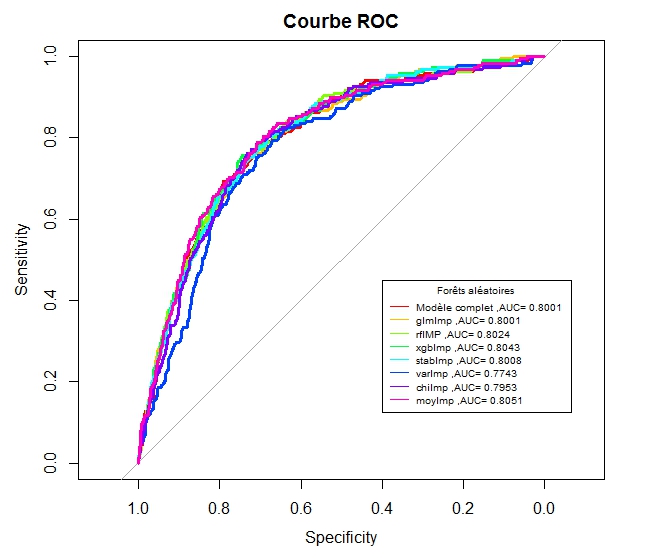 Courbe ROC
Sensitivity
1.0
0.8
0.6
0.4
0.2
0.0
Forêts aléatoires
Modèle complet ,AUC= 0.8001
glmImp ,AUC= 0.8001
rfIMP ,AUC= 0.8024
xgbImp ,AUC= 0.8043
stabImp ,AUC= 0.8008
varImp ,AUC= 0.7743
chiImp ,AUC= 0.7953
moyImp ,AUC= 0.8051
1.0 0.8 0.6 0.4 0.2 0.0
Specificity